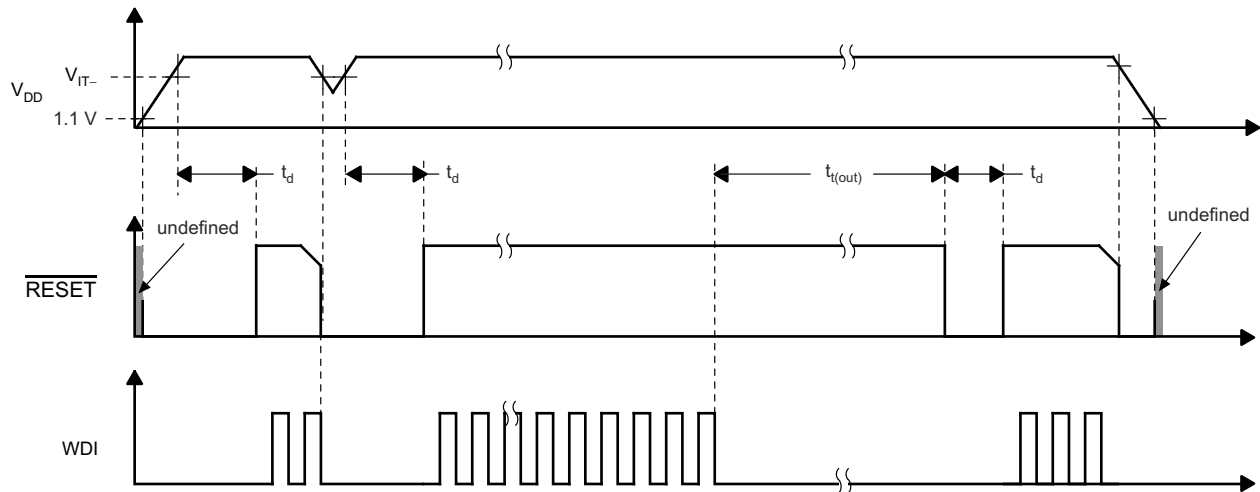 V_IT–
V_DD
1.1 V
t_d
t_d
t_t(out)
t_d
undefined
undefined
RESET
WDI